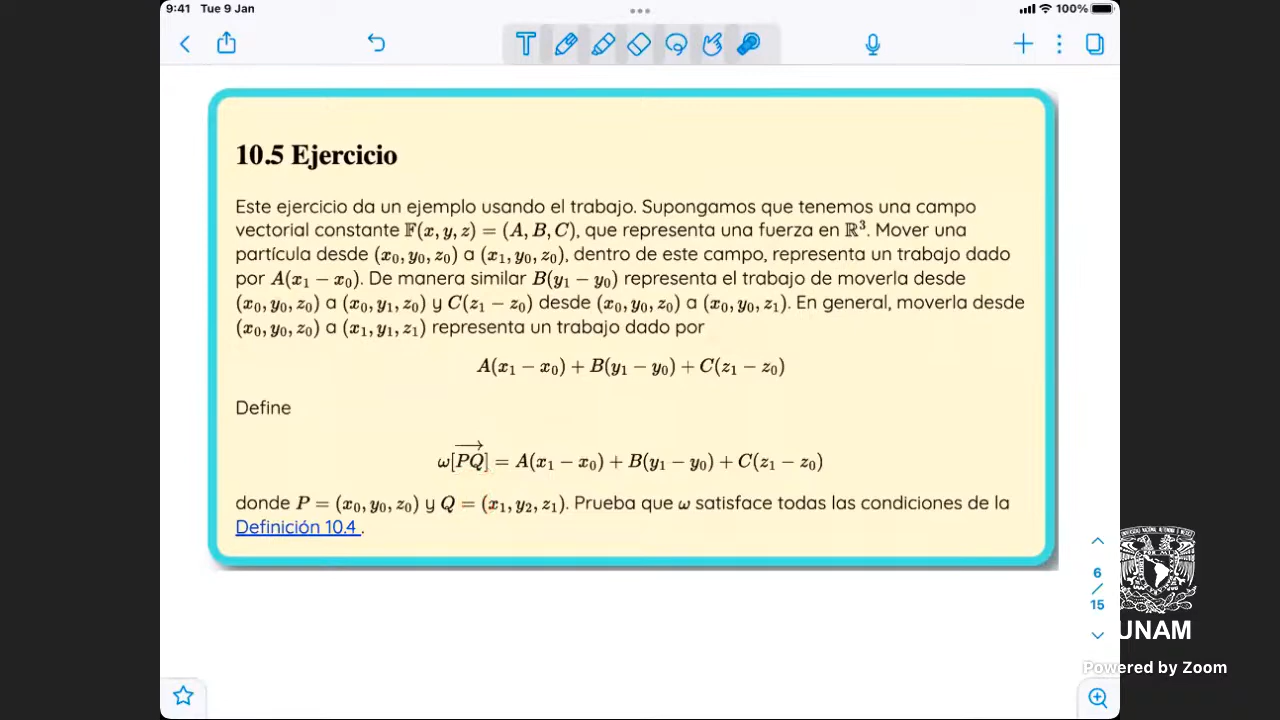 9:41 Tue 9 Jan
100%
10.5 Ejercicio
Este ejercicio da un ejemplo usando el trabajo. Supongamos que tenemos una campo
vectorial constante 𝔽(x, y, z) = (A, B, C), que representa una fuerza en ℝ³. Mover una
partícula desde (x₀, y₀, z₀) a (x₁, y₀, z₀), dentro de este campo, representa un trabajo dado
por A(x₁ − x₀). De manera similar B(y₁ − y₀) representa el trabajo de moverla desde
(x₀, y₀, z₀) a (x₀, y₁, z₀) y C(z₁ − z₀) desde (x₀, y₀, z₀) a (x₀, y₀, z₁). En general, moverla desde
(x₀, y₀, z₀) a (x₁, y₁, z₁) representa un trabajo dado por
A(x₁ − x₀) + B(y₁ − y₀) + C(z₁ − z₀)
Define
ω[PQ⃗] = A(x₁ − x₀) + B(y₁ − y₀) + C(z₁ − z₀)
donde P = (x₀, y₀, z₀) y Q = (x₁, y₂, z₁). Prueba que ω satisface todas las condiciones de la
Definición 10.4 .
6
/
15
UNAM
Powered by Zoom